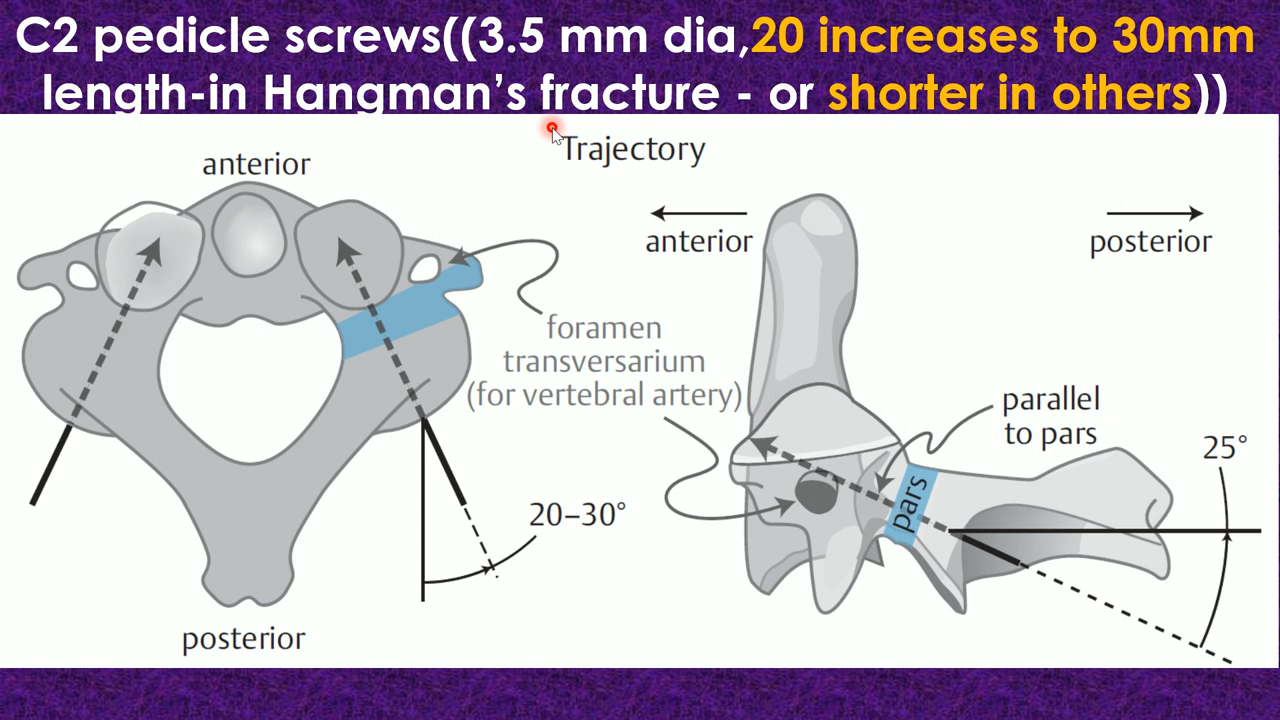 C2 pedicle screws((3.5 mm dia,20 increases to 30mm
length-in Hangman's fracture - or shorter in others))
Trajectory
anterior
anterior
posterior
foramen
transversarium
(for vertebral artery)
parallel
to pars
25°
pars
20–30°
posterior